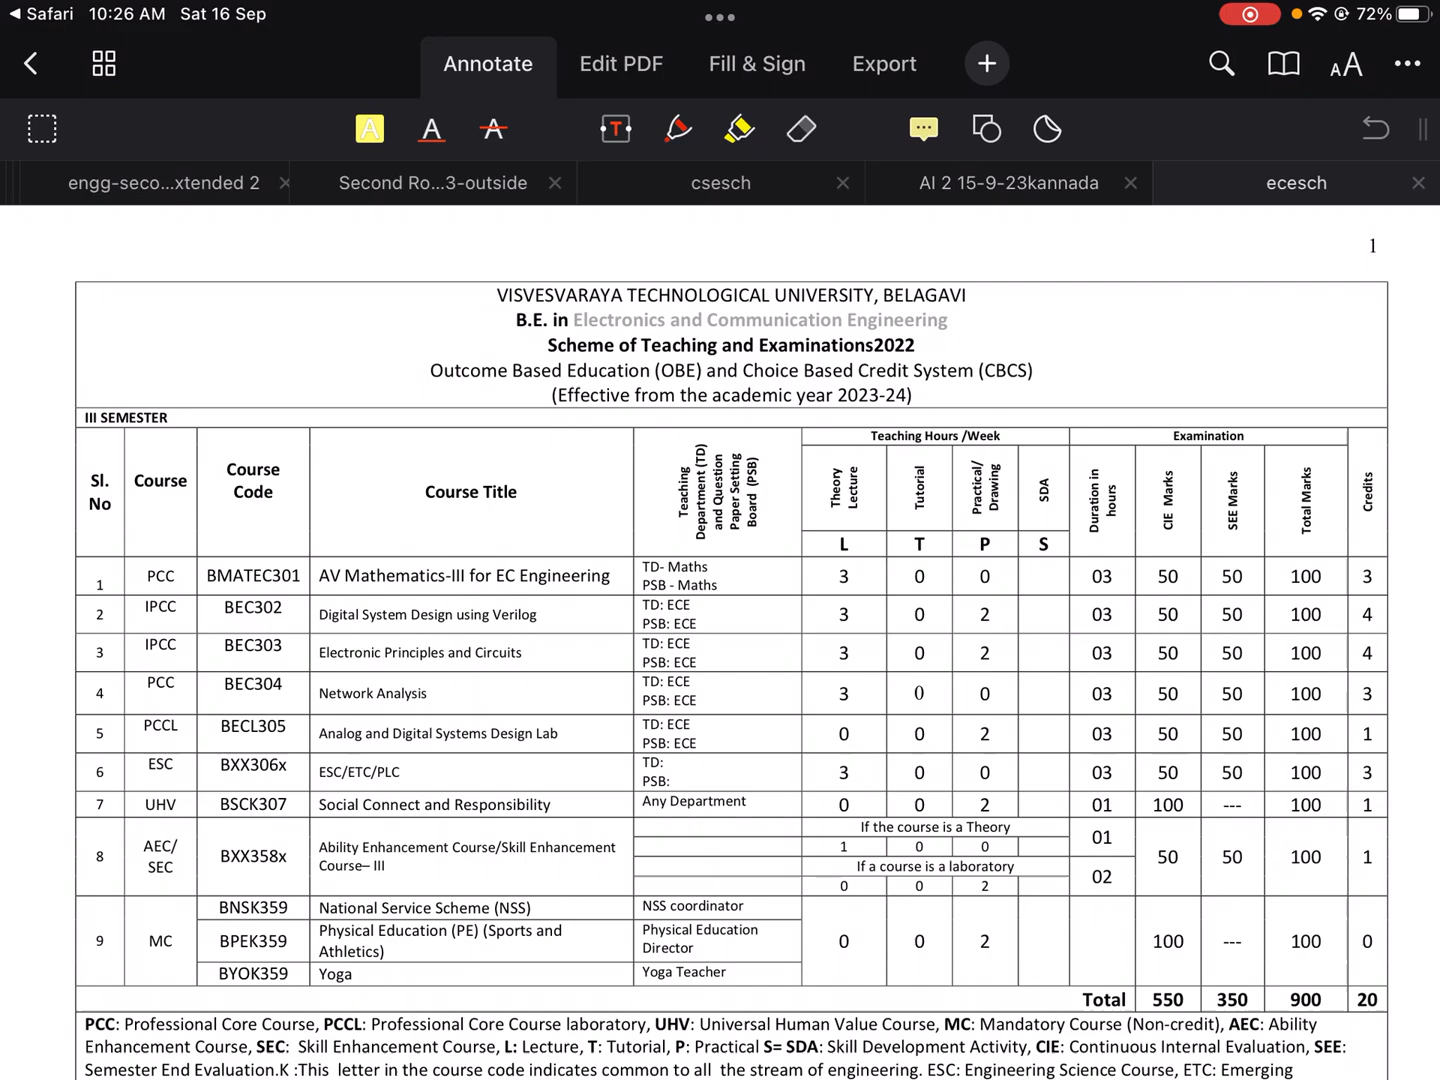 Safari 10:26 AM Sat 16 Sep 72%
Annotate Edit PDF Fill & Sign Export
engg-seco...xtended 2 Second Ro...3-outside csesch AI 2 15-9-23kannada ecesch
1
VISVESVARAYA TECHNOLOGICAL UNIVERSITY, BELAGAVI
B.E. in Electronics and Communication Engineering
Scheme of Teaching and Examinations2022
Outcome Based Education (OBE) and Choice Based Credit System (CBCS)
(Effective from the academic year 2023-24)
III SEMESTER
Sl. No Course Course Code Course Title Teaching Department (TD) and Question Paper Setting Board (PSB) Teaching Hours /Week Examination Credits
Theory Lecture Tutorial Practical/ Drawing SDA Duration in hours CIE Marks SEE Marks Total Marks
L T P S
1 PCC BMATEC301 AV Mathematics-III for EC Engineering TD- Maths PSB - Maths 3 0 0 03 50 50 100 3
2 IPCC BEC302 Digital System Design using Verilog TD: ECE PSB: ECE 3 0 2 03 50 50 100 4
3 IPCC BEC303 Electronic Principles and Circuits TD: ECE PSB: ECE 3 0 2 03 50 50 100 4
4 PCC BEC304 Network Analysis TD: ECE PSB: ECE 3 0 0 03 50 50 100 3
5 PCCL BECL305 Analog and Digital Systems Design Lab TD: ECE PSB: ECE 0 0 2 03 50 50 100 1
6 ESC BXX306x ESC/ETC/PLC TD: PSB: 3 0 0 03 50 50 100 3
7 UHV BSCK307 Social Connect and Responsibility Any Department 0 0 2 01 100 --- 100 1
8 AEC/ SEC BXX358x Ability Enhancement Course/Skill Enhancement Course– III If the course is a Theory 01 50 50 100 1
1 0 0
If a course is a laboratory 02
0 0 2
9 MC BNSK359 National Service Scheme (NSS) NSS coordinator 0 0 2 100 --- 100 0
BPEK359 Physical Education (PE) (Sports and Athletics) Physical Education Director
BYOK359 Yoga Yoga Teacher
Total 550 350 900 20
PCC: Professional Core Course, PCCL: Professional Core Course laboratory, UHV: Universal Human Value Course, MC: Mandatory Course (Non-credit), AEC: Ability
Enhancement Course, SEC: Skill Enhancement Course, L: Lecture, T: Tutorial, P: Practical S= SDA: Skill Development Activity, CIE: Continuous Internal Evaluation, SEE:
Semester End Evaluation.K :This letter in the course code indicates common to all the stream of engineering. ESC: Engineering Science Course, ETC: Emerging